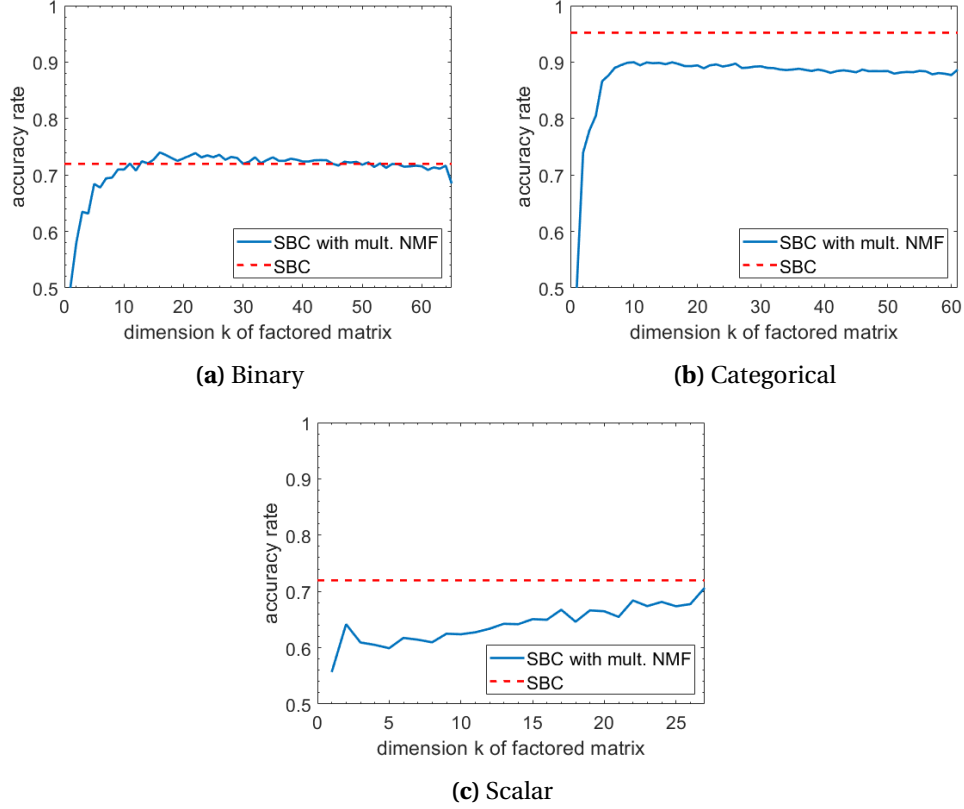 1
0.9
0.8
0.7
0.6
0.5
accuracy rate
SBC with mult. NMF
SBC
0 10 20 30 40 50 60
dimension k of factored matrix
(a) Binary
1
0.9
0.8
0.7
0.6
0.5
accuracy rate
SBC with mult. NMF
SBC
0 10 20 30 40 50 60
dimension k of factored matrix
(b) Categorical
1
0.9
0.8
0.7
0.6
0.5
accuracy rate
SBC with mult. NMF
SBC
0 5 10 15 20 25
dimension k of factored matrix
(c) Scalar